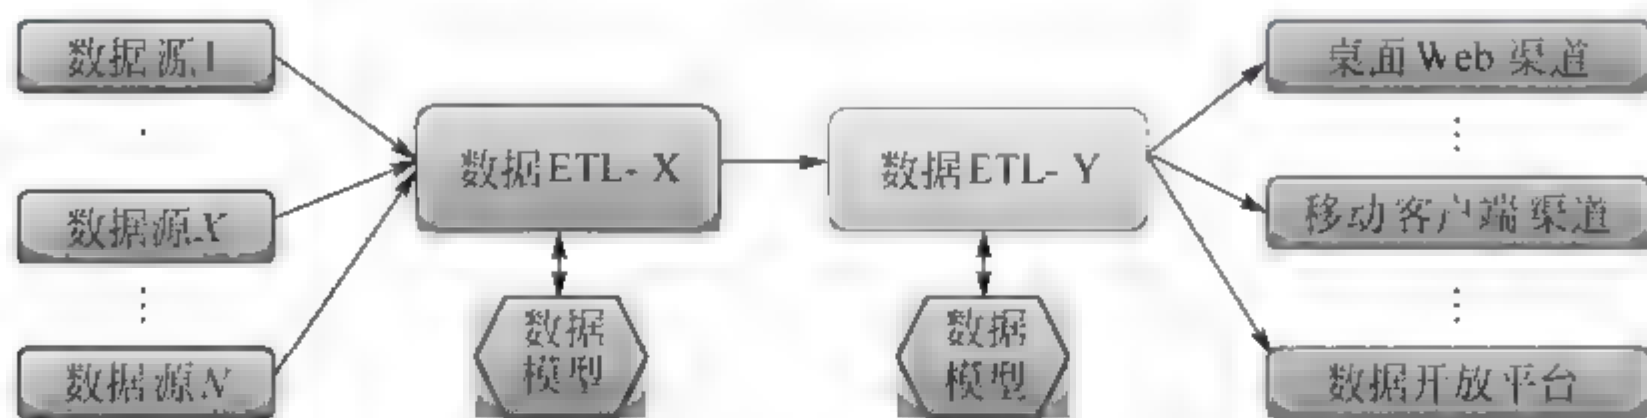 数据源1
数据源X
数据源N
数据ETL-X
数据
模型
数据ETL-Y
数据
模型
桌面Web渠道
移动客户端渠道
数据开放平台